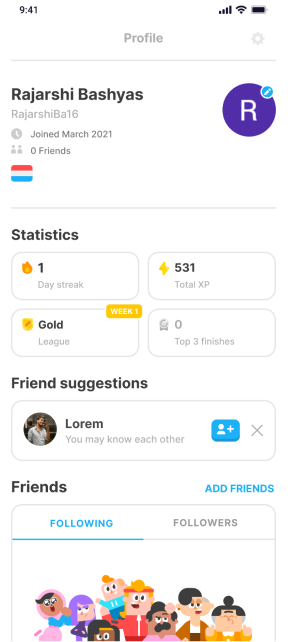 9:41
Profile
Rajarshi Bashyas
RajarshiBa16
R
Joined March 2021
0 Friends
Statistics
1
Day streak
531
Total XP
WEEK 1
Gold
League
0
Top 3 finishes
Friend suggestions
Lorem
You may know each other
Friends
ADD FRIENDS
FOLLOWING
FOLLOWERS